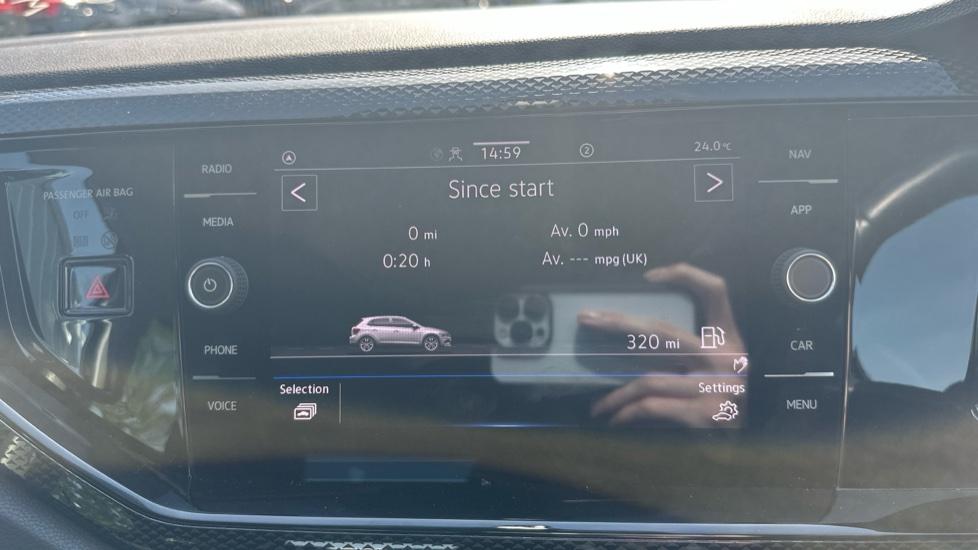 RADIO
14:59
2
24.0°C
NAV
PASSENGER AIR BAG
OFF
MEDIA
Since start
APP
0 mi
Av. 0 mph
0:20 h
Av. --- mpg (UK)
PHONE
320 mi
CAR
VOICE
Selection
Settings
MENU